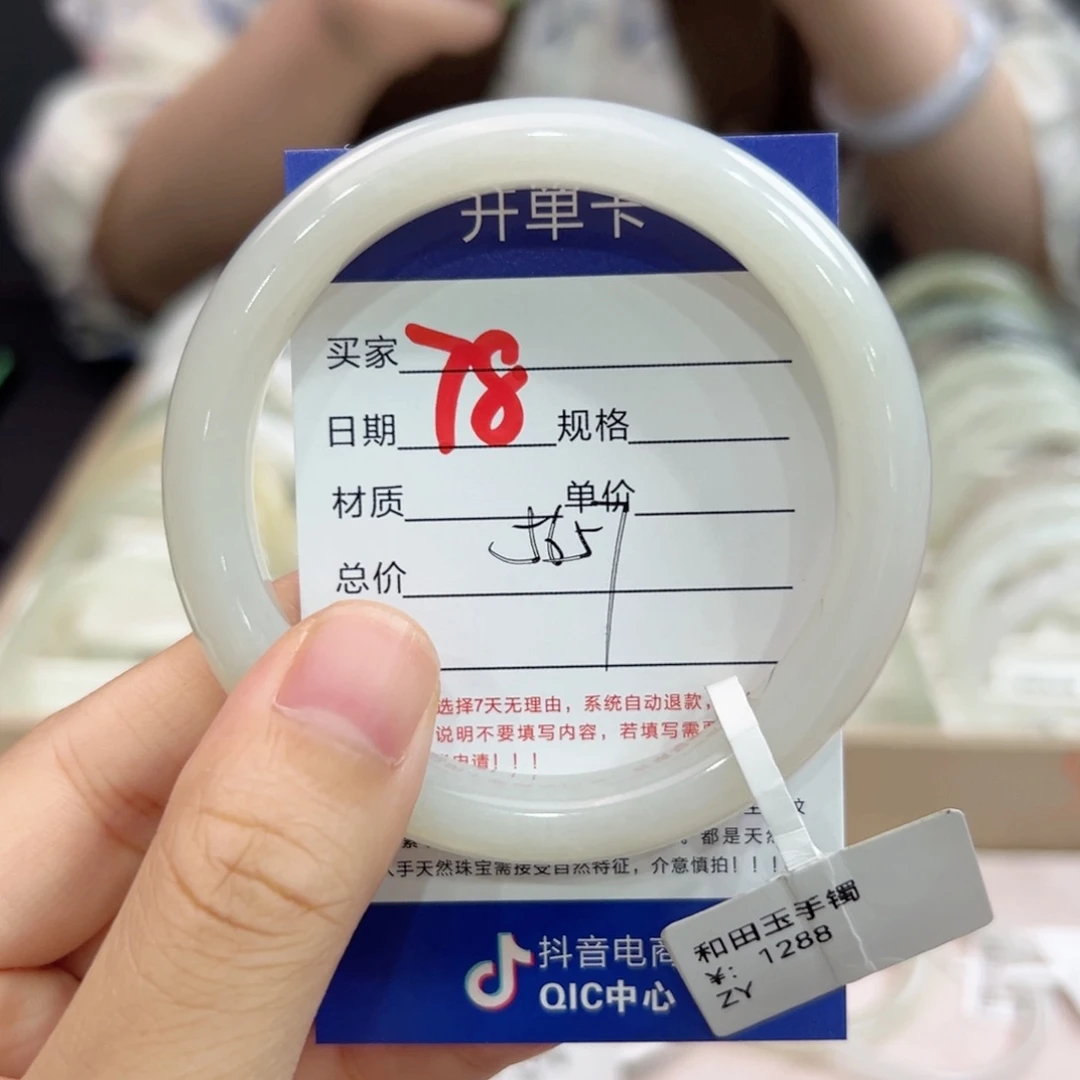 开单卡
买家 78
日期 规格
材质 单价
565
总价
选择7天无理由，系统自动退款，
说明不要填写内容，若填写需
申请！！！
都是天然
手天然珠宝需接受自然特征，介意慎拍！！！
抖音电商
QIC中心
和田玉手镯
￥: 1288
ZY